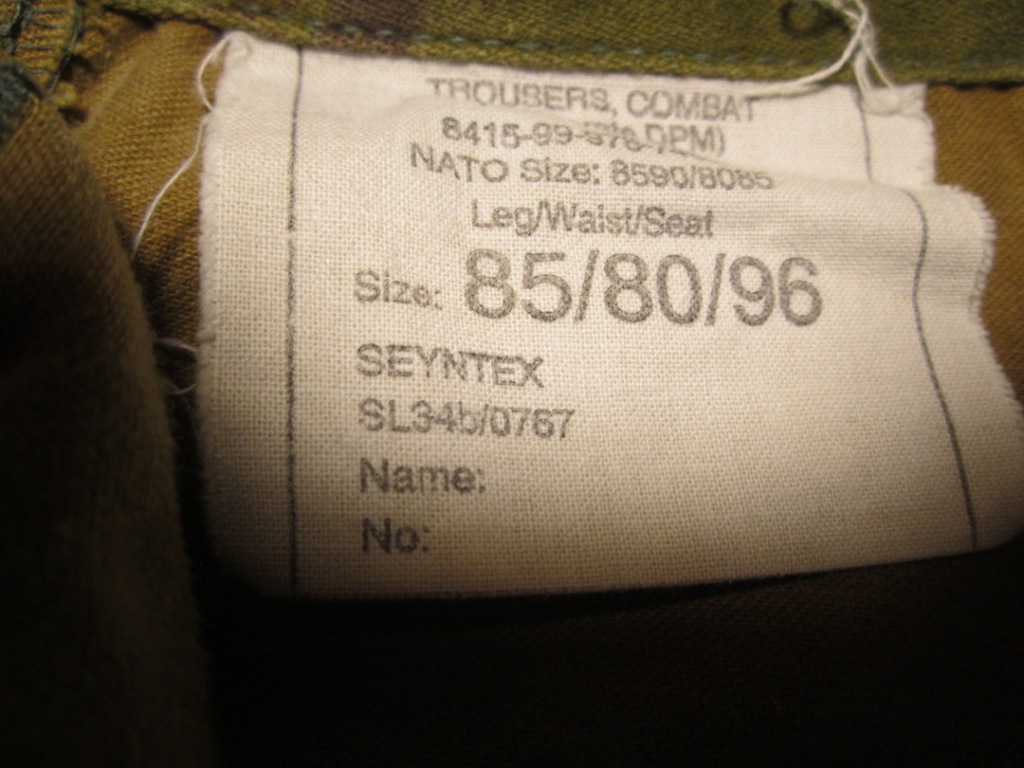 TROUSERS, COMBAT
8415-99- DPM)
NATO Size: 8590/8085
Leg/Waist/Seat
Size: 85/80/96
SEYNTEX
SL34b/0767
Name:
No: